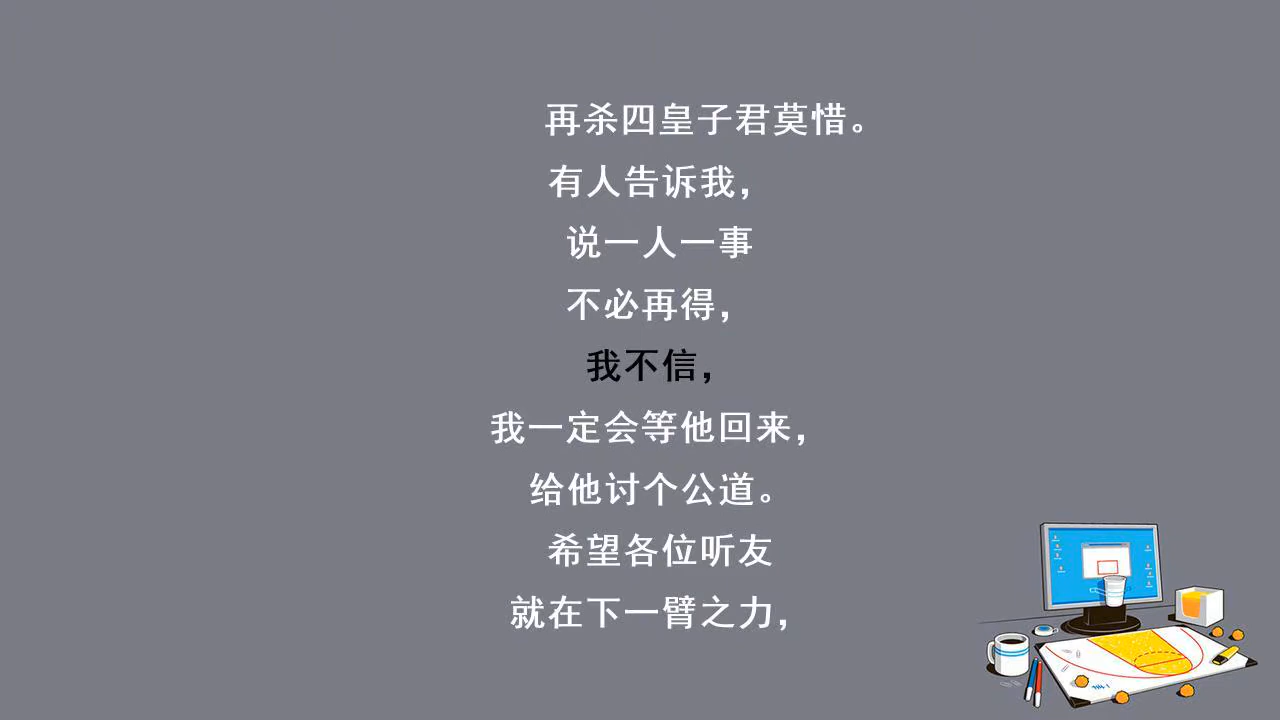 再杀四皇子君莫惜。
有人告诉我，
说一人一事
不必再得，
我不信，
我一定会等他回来，
给他讨个公道。
希望各位听友
就在下一臂之力，